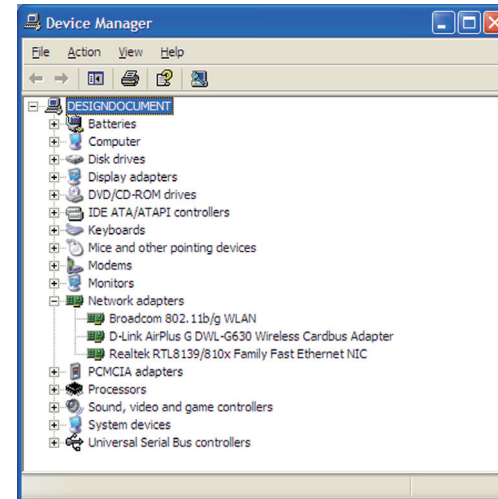 Device Manager
File Action View Help
DESIGNDOCUMENT
Batteries
Computer
Disk drives
Display adapters
DVD/CD-ROM drives
IDE ATA/ATAPI controllers
Keyboards
Mice and other pointing devices
Modems
Monitors
Network adapters
Broadcom 802.11b/g WLAN
D-Link AirPlus G DWL-G630 Wireless Cardbus Adapter
Realtek RTL8139/810x Family Fast Ethernet NIC
PCMCIA adapters
Processors
Sound, video and game controllers
System devices
Universal Serial Bus controllers